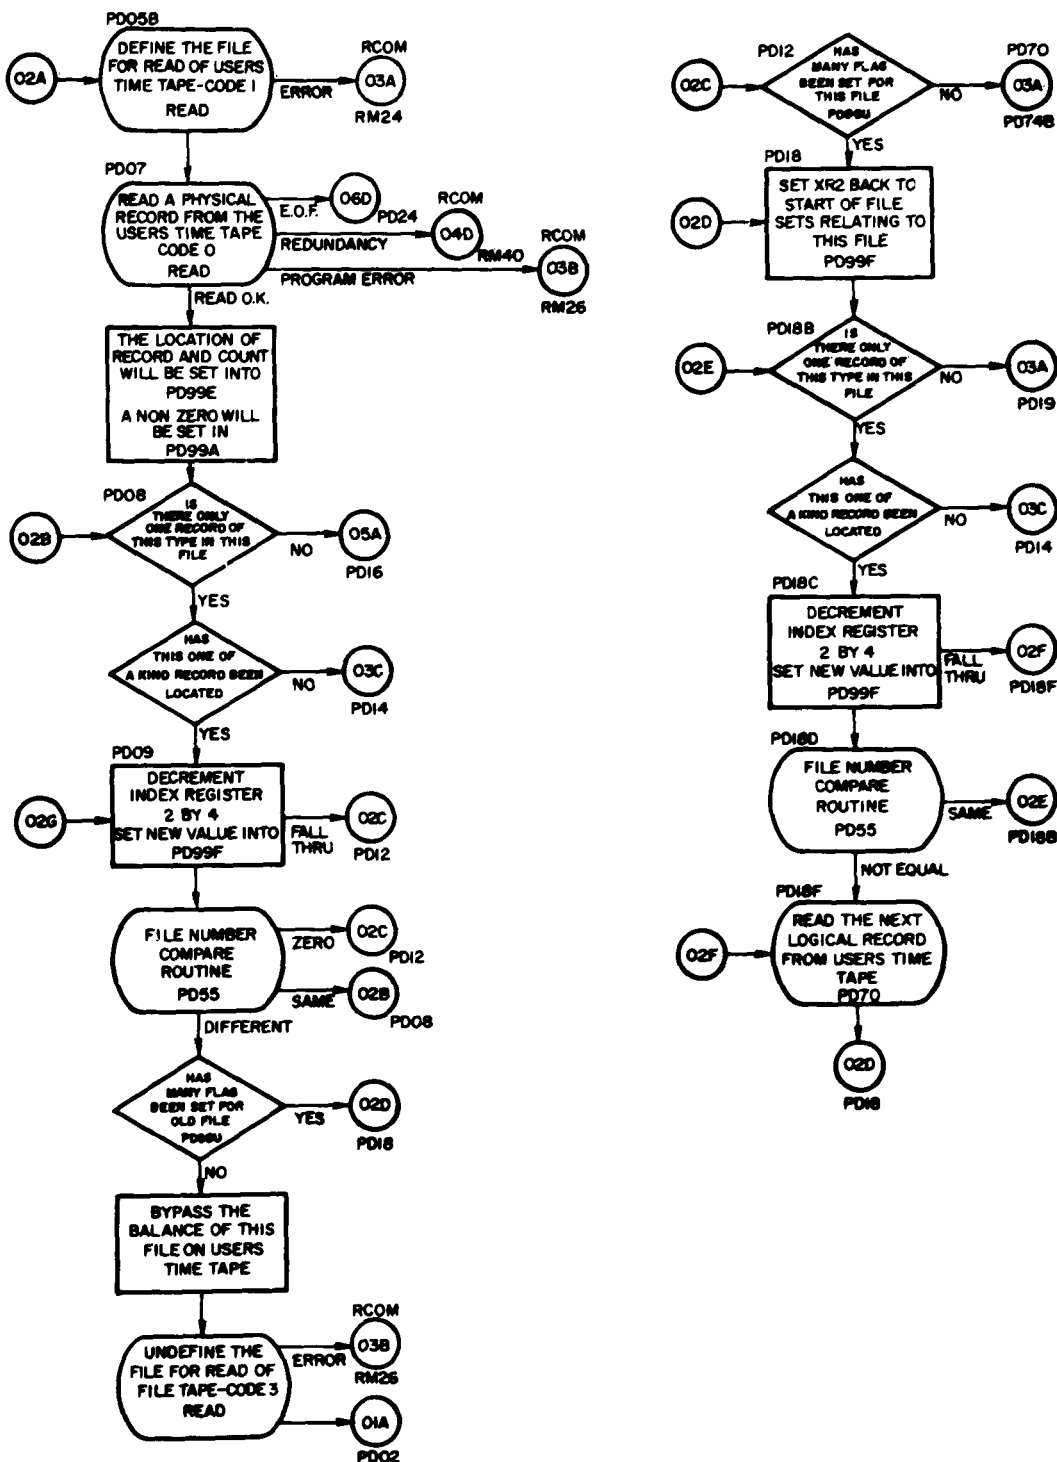 PD05B
DEFINE THE FILE
FOR READ OF USERS
TIME TAPE-CODE 1
READ
02A
ERROR
RCOM
03A
RM24
PD07
READ A PHYSICAL
RECORD FROM THE
USERS TIME TAPE
CODE 0
READ
E.O.F.
06D
PD24
REDUNDANCY
RCOM
04D
RM40
PROGRAM ERROR
RCOM
03B
RM26
READ O.K.
THE LOCATION OF
RECORD AND COUNT
WILL BE SET INTO
PD99E
A NON ZERO WILL
BE SET IN
PD99A
PD08
02B
IS
THERE ONLY
ONE RECORD OF
THIS TYPE IN THIS
FILE
NO
05A
PD16
YES
HAS
THIS ONE OF
A KIND RECORD BEEN
LOCATED
NO
03C
PD14
YES
PD09
02G
DECREMENT
INDEX REGISTER
2 BY 4
SET NEW VALUE INTO
PD99F
FALL
THRU
02C
PD12
FILE NUMBER
COMPARE
ROUTINE
PD55
ZERO
02C
PD12
SAME
02B
PD08
DIFFERENT
HAS
MANY FLAG
BEEN SET FOR
OLD FILE
PD99U
YES
02D
PD18
NO
BYPASS THE
BALANCE OF THIS
FILE ON USERS
TIME TAPE
UNDEFINE THE
FILE FOR READ OF
FILE TAPE-CODE 3
READ
ERROR
RCOM
03B
RM26
01A
PD02
PD12
02C
HAS
MANY FLAG
BEEN SET FOR
THIS FILE
PD99U
NO
PD70
03A
PD74B
YES
PD18
02D
SET XR2 BACK TO
START OF FILE
SETS RELATING TO
THIS FILE
PD99F
PD18B
02E
IS
THERE ONLY
ONE RECORD OF
THIS TYPE IN THIS
FILE
NO
03A
PD19
YES
HAS
THIS ONE OF
A KIND RECORD BEEN
LOCATED
NO
03C
PD14
YES
PD18C
DECREMENT
INDEX REGISTER
2 BY 4
SET NEW VALUE INTO
PD99F
FALL
THRU
02F
PD18F
PD18D
FILE NUMBER
COMPARE
ROUTINE
PD55
SAME
02E
PD18B
NOT EQUAL
PD18F
02F
READ THE NEXT
LOGICAL RECORD
FROM USERS TIME
TAPE
PD70
02D
PD18